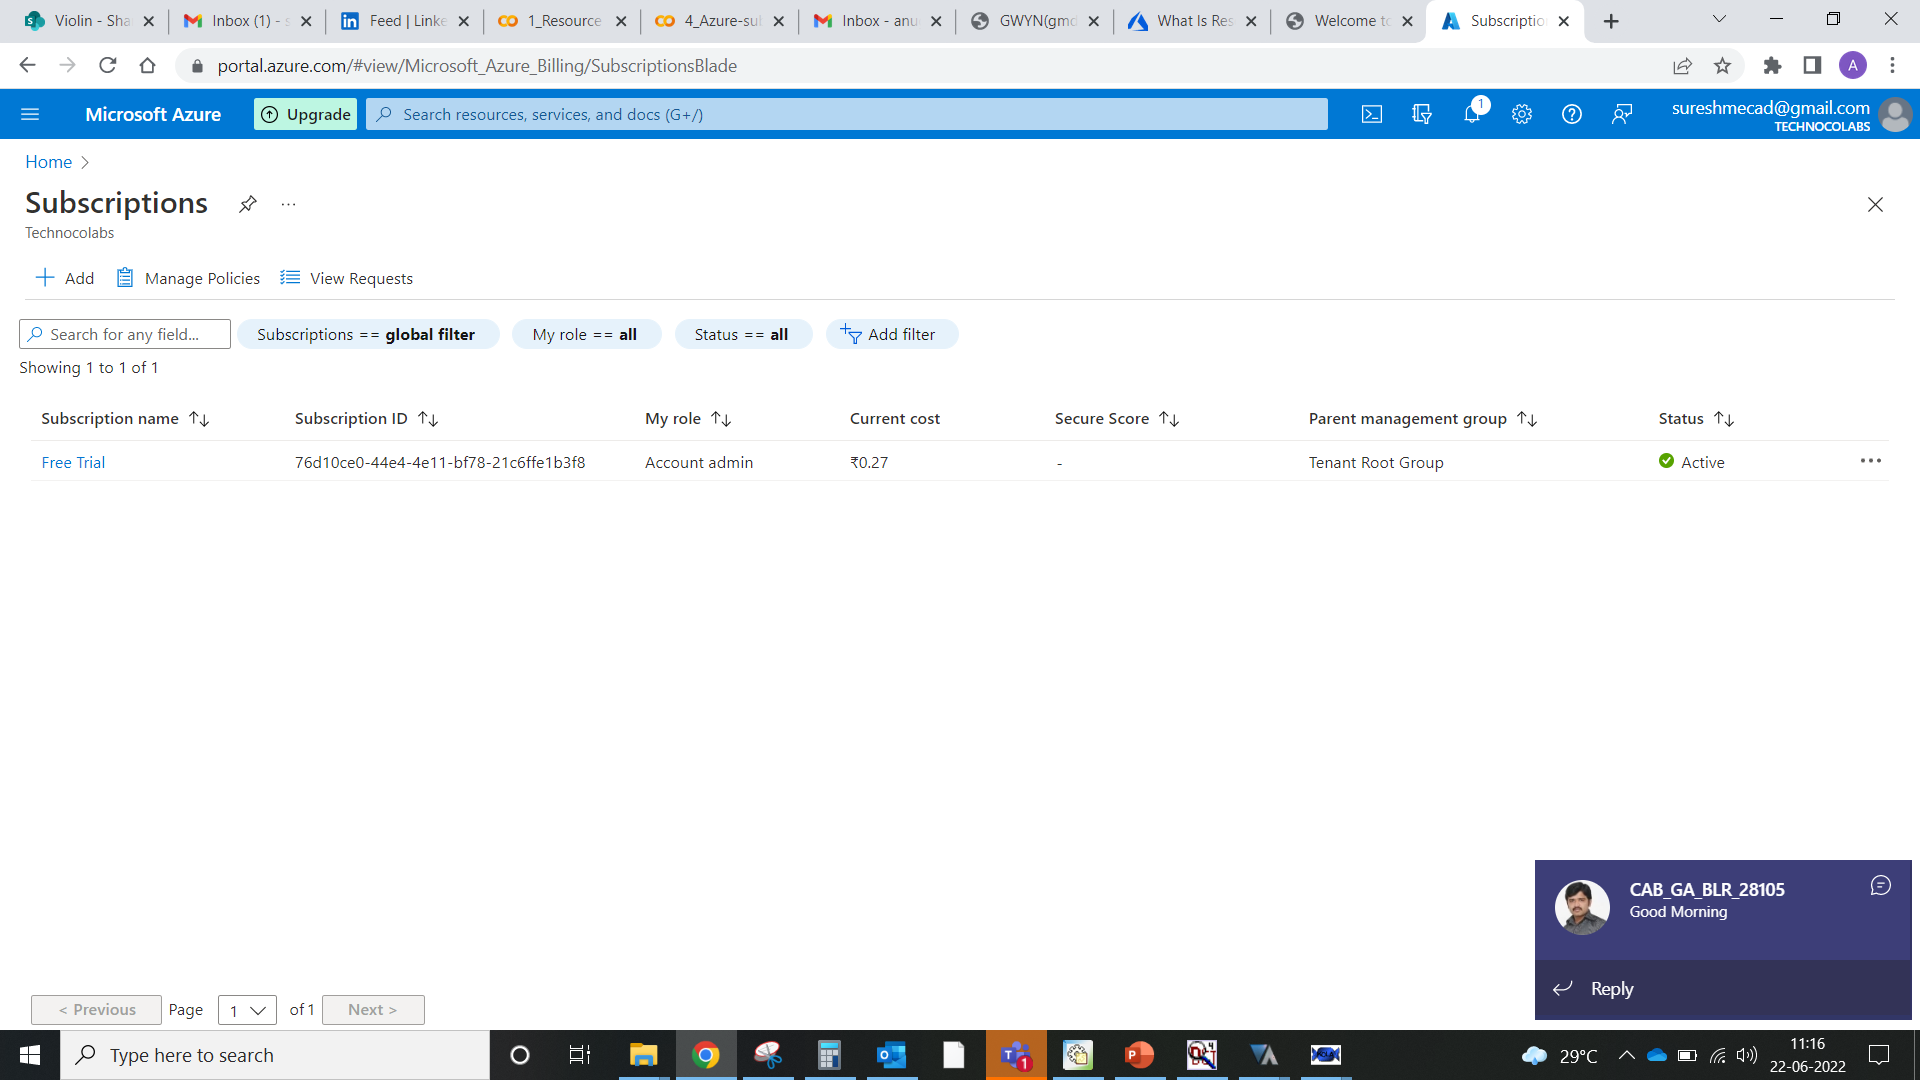 Violin - Sha
Inbox (1) - s
Feed | Linke
1_Resource
4_Azure-sul
Inbox - anu
GWYN(gmd
What Is Res
Welcome to
Subscriptio
portal.azure.com/#view/Microsoft_Azure_Billing/SubscriptionsBlade
A
Microsoft Azure
Upgrade
Search resources, services, and docs (G+/)
1
sureshmecad@gmail.com
TECHNOCOLABS
Home
Subscriptions
Technocolabs
Add
Manage Policies
View Requests
Search for any field...
Subscriptions == global filter
My role == all
Status == all
Add filter
Showing 1 to 1 of 1
Subscription name
Subscription ID
My role
Current cost
Secure Score
Parent management group
Status
Free Trial
76d10ce0-44e4-4e11-bf78-21c6ffe1b3f8
Account admin
₹0.27
-
Tenant Root Group
Active
CAB_GA_BLR_28105
Good Morning
Reply
< Previous
Page
1
of 1
Next >
Type here to search
1
29°C
11:16
22-06-2022